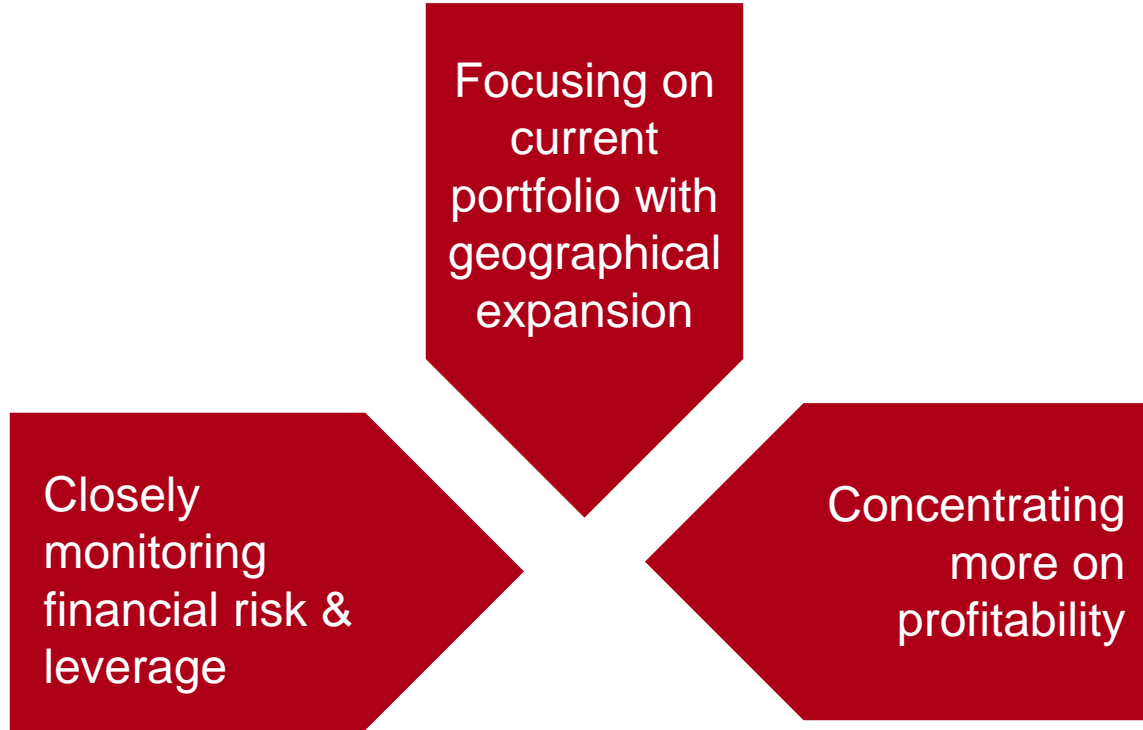 Focusing on
current
portfolio with
geographical
expansion
Closely
monitoring
financial risk &
leverage
Concentrating
more on
profitability